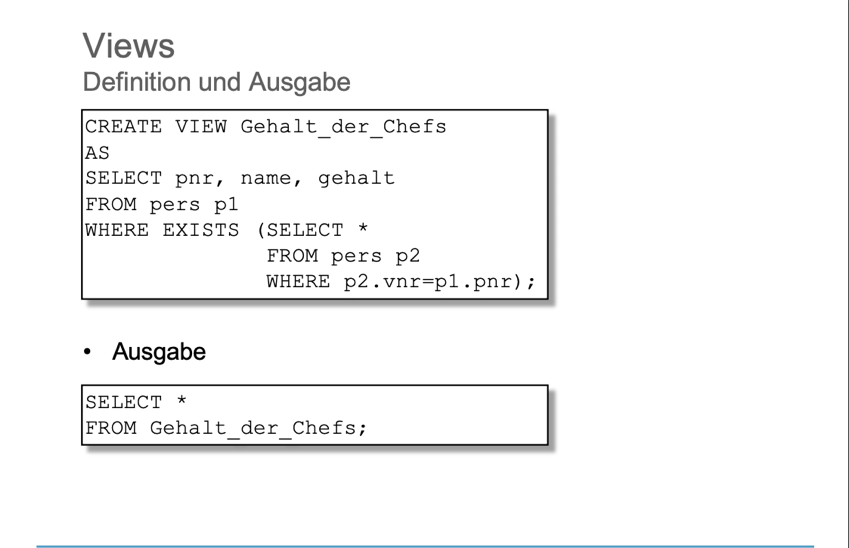 Views
Definition und Ausgabe
CREATE VIEW Gehalt_der_Chefs
AS
SELECT pnr, name, gehalt
FROM pers p1
WHERE EXISTS (SELECT *
FROM pers p2
WHERE p2.vnr=p1.pnr);
• Ausgabe
SELECT *
FROM Gehalt_der_Chefs;